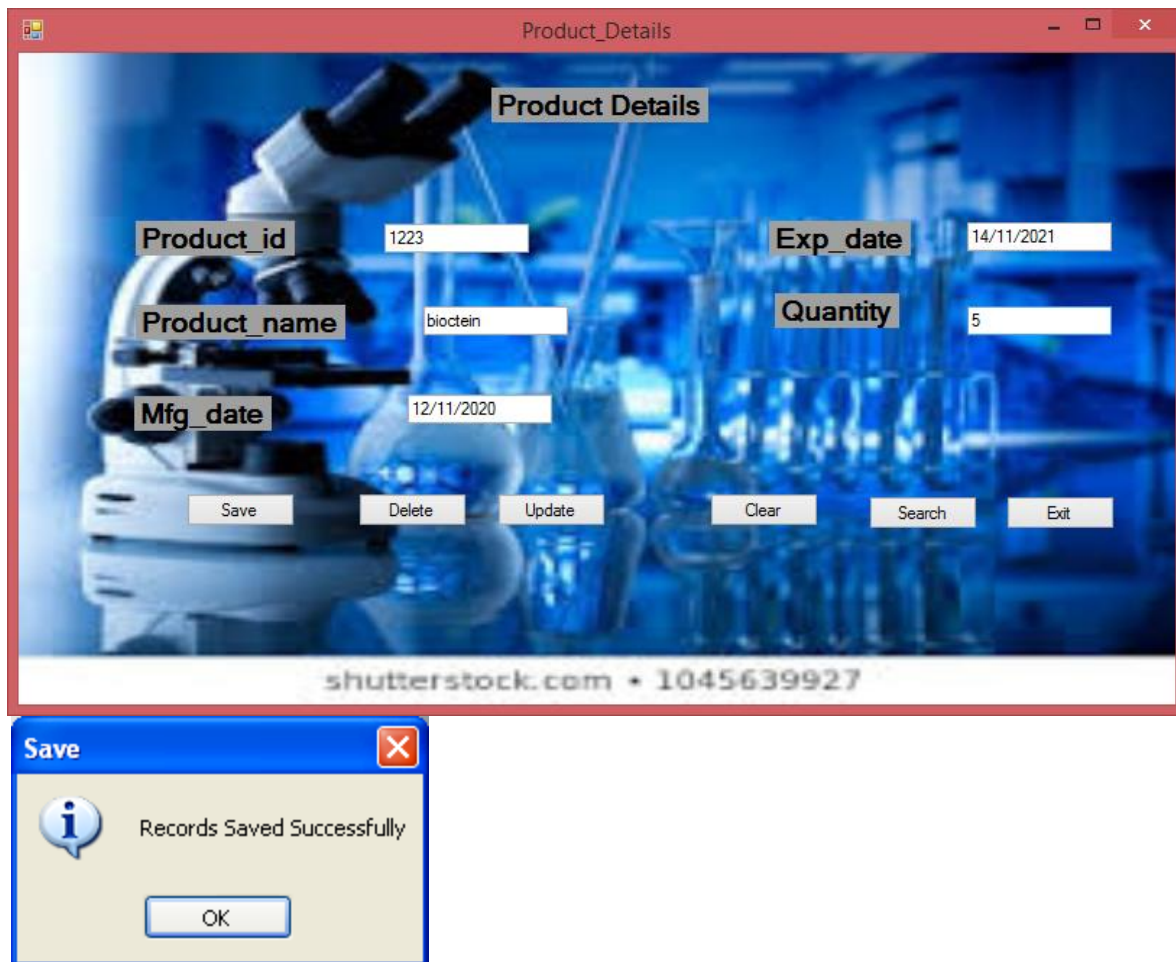 Product_Details
Product Details
Product_id 1223 Exp_date 14/11/2021
Product_name bioctein Quantity 5
Mfg_date 12/11/2020
Save Delete Update Clear Search Exit
shutterstock.com • 1045639927
Save
Records Saved Successfully
OK